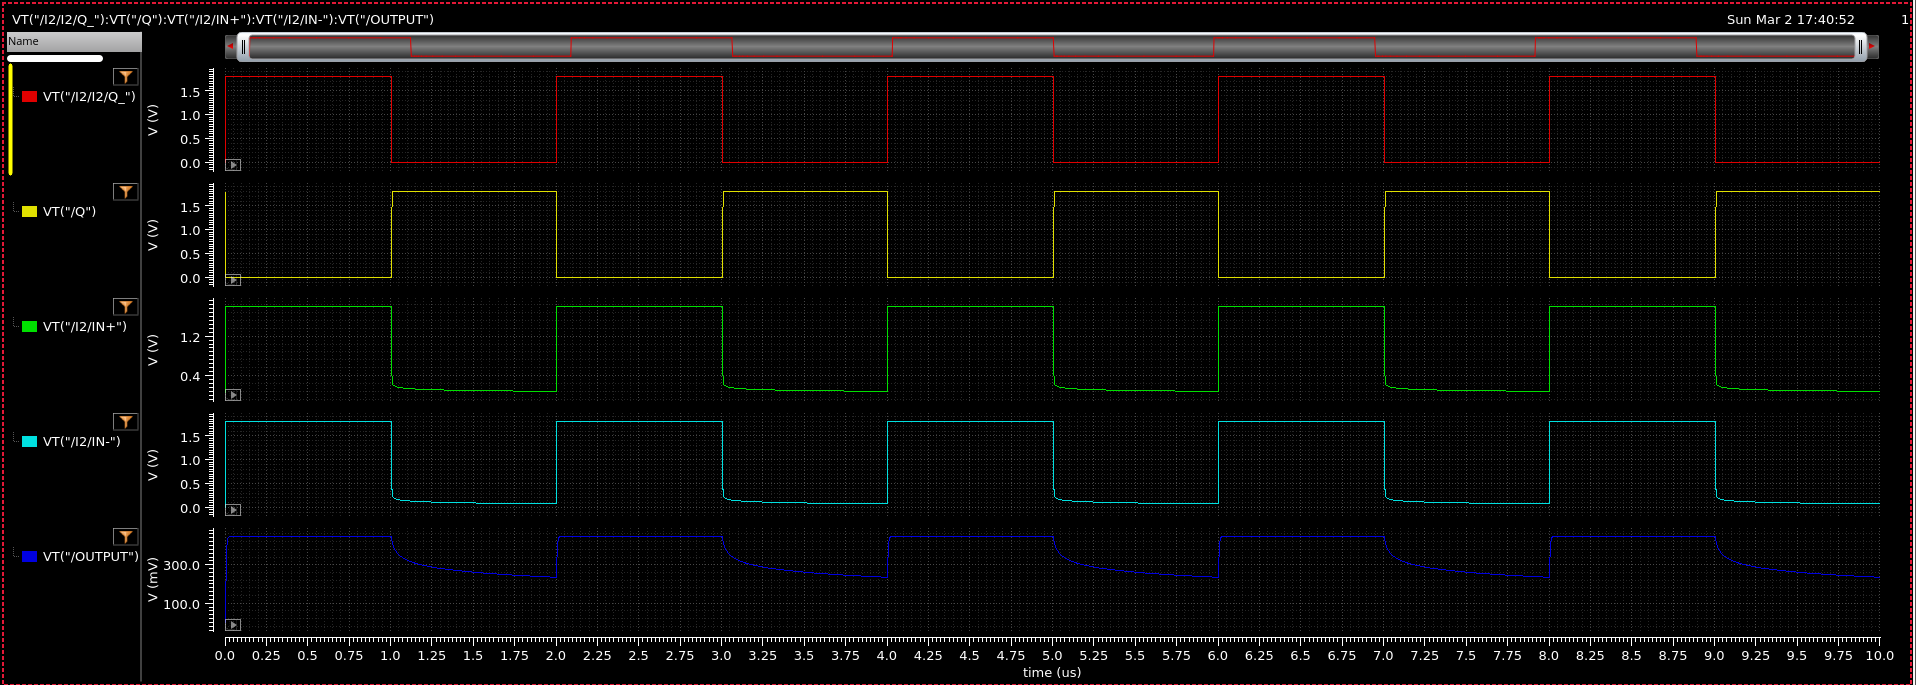 VT("/I2/I2/Q_"):VT("/Q"):VT("/I2/IN+"):VT("/I2/IN-"):VT("/OUTPUT")
Sun Mar 2 17:40:52 1
Name
VT("/I2/I2/Q_")
V (V)
1.5
1.0
0.5
0.0
VT("/Q")
V (V)
1.5
1.0
0.5
0.0
VT("/I2/IN+")
V (V)
1.2
0.4
VT("/I2/IN-")
V (V)
1.5
1.0
0.5
0.0
VT("/OUTPUT")
V (mV)
300.0
100.0
0.0 0.25 0.5 0.75 1.0 1.25 1.5 1.75 2.0 2.25 2.5 2.75 3.0 3.25 3.5 3.75 4.0 4.25 4.5 4.75 5.0 5.25 5.5 5.75 6.0 6.25 6.5 6.75 7.0 7.25 7.5 7.75 8.0 8.25 8.5 8.75 9.0 9.25 9.5 9.75 10.0
time (us)